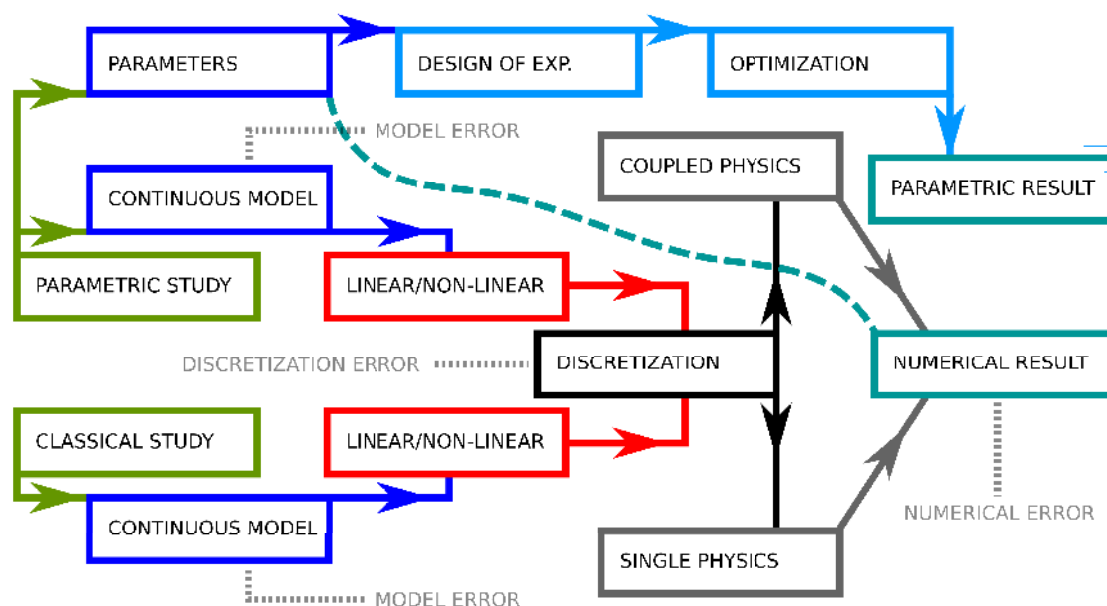 PARAMETERS
DESIGN OF EXP.
OPTIMIZATION
MODEL ERROR
COUPLED PHYSICS
CONTINUOUS MODEL
PARAMETRIC RESULT
PARAMETRIC STUDY
LINEAR/NON-LINEAR
DISCRETIZATION ERROR
DISCRETIZATION
NUMERICAL RESULT
CLASSICAL STUDY
LINEAR/NON-LINEAR
NUMERICAL ERROR
CONTINUOUS MODEL
SINGLE PHYSICS
MODEL ERROR